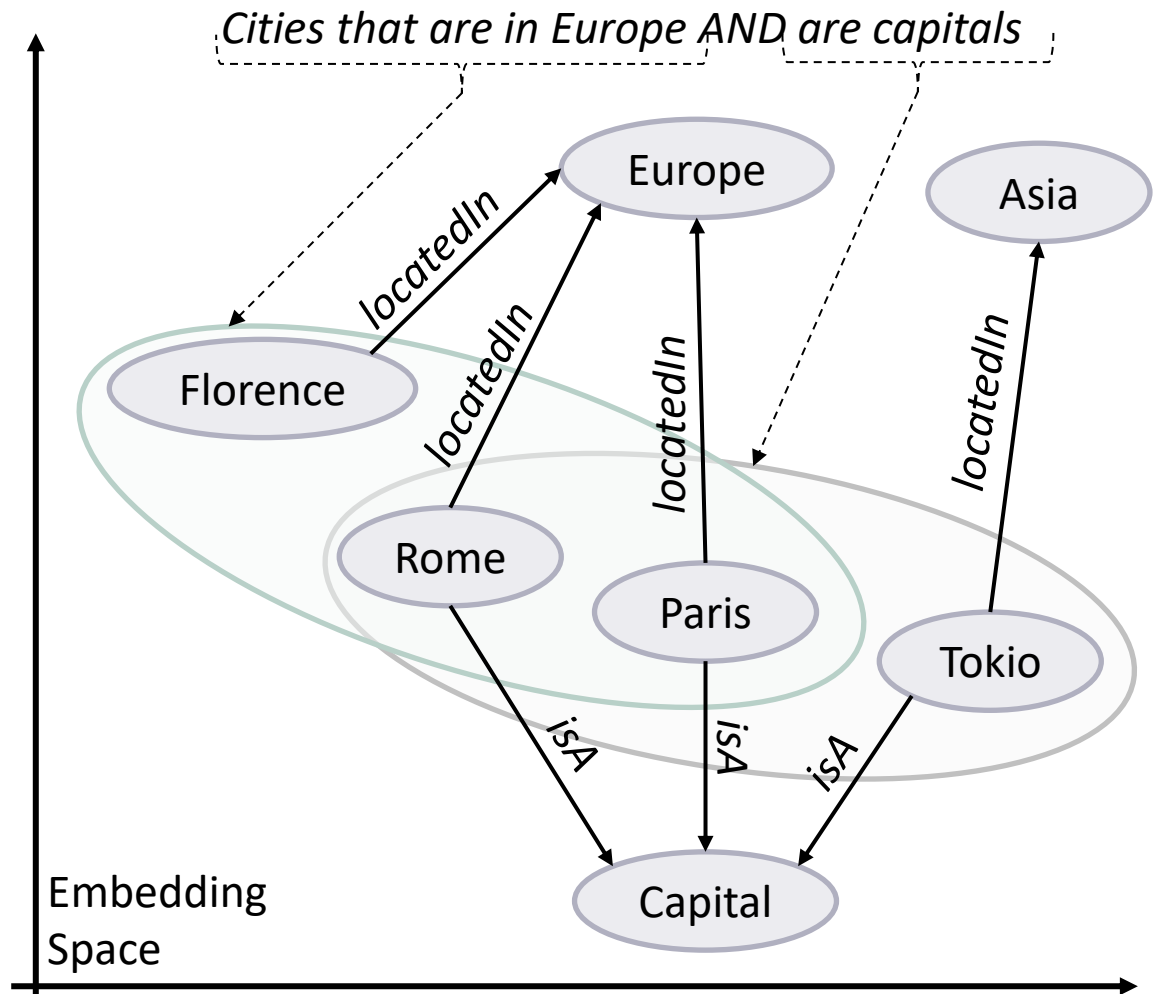 Cities that are in Europe AND are capitals
Europe
Asia
locatedIn
locatedIn
locatedIn
locatedIn
Florence
Rome
Paris
Tokio
isA
isA
isA
Capital
Embedding
Space